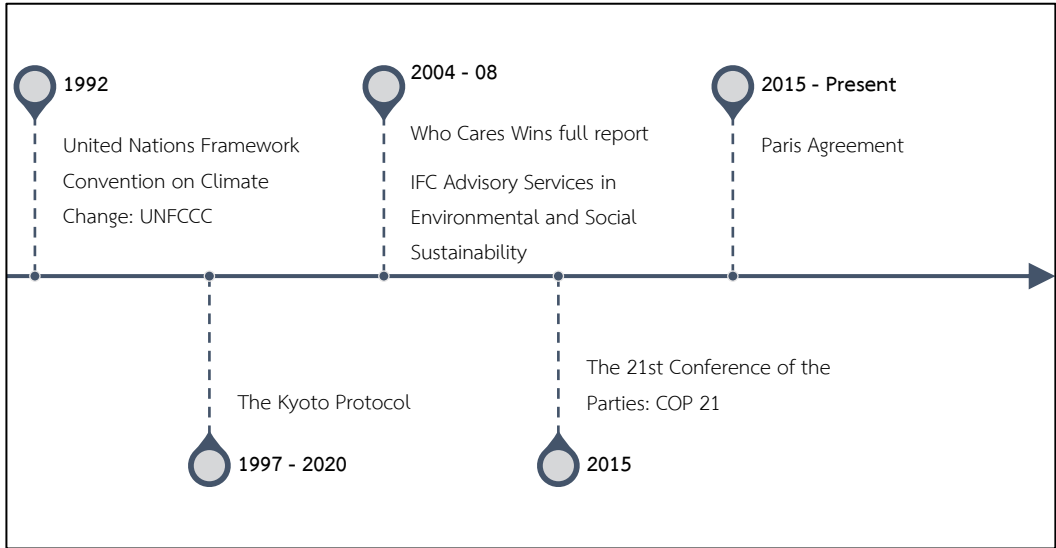 1992
United Nations Framework
Convention on Climate
Change: UNFCCC
The Kyoto Protocol
1997 - 2020
2004 - 08
Who Cares Wins full report
IFC Advisory Services in
Environmental and Social
Sustainability
The 21st Conference of the
Parties: COP 21
2015
2015 - Present
Paris Agreement